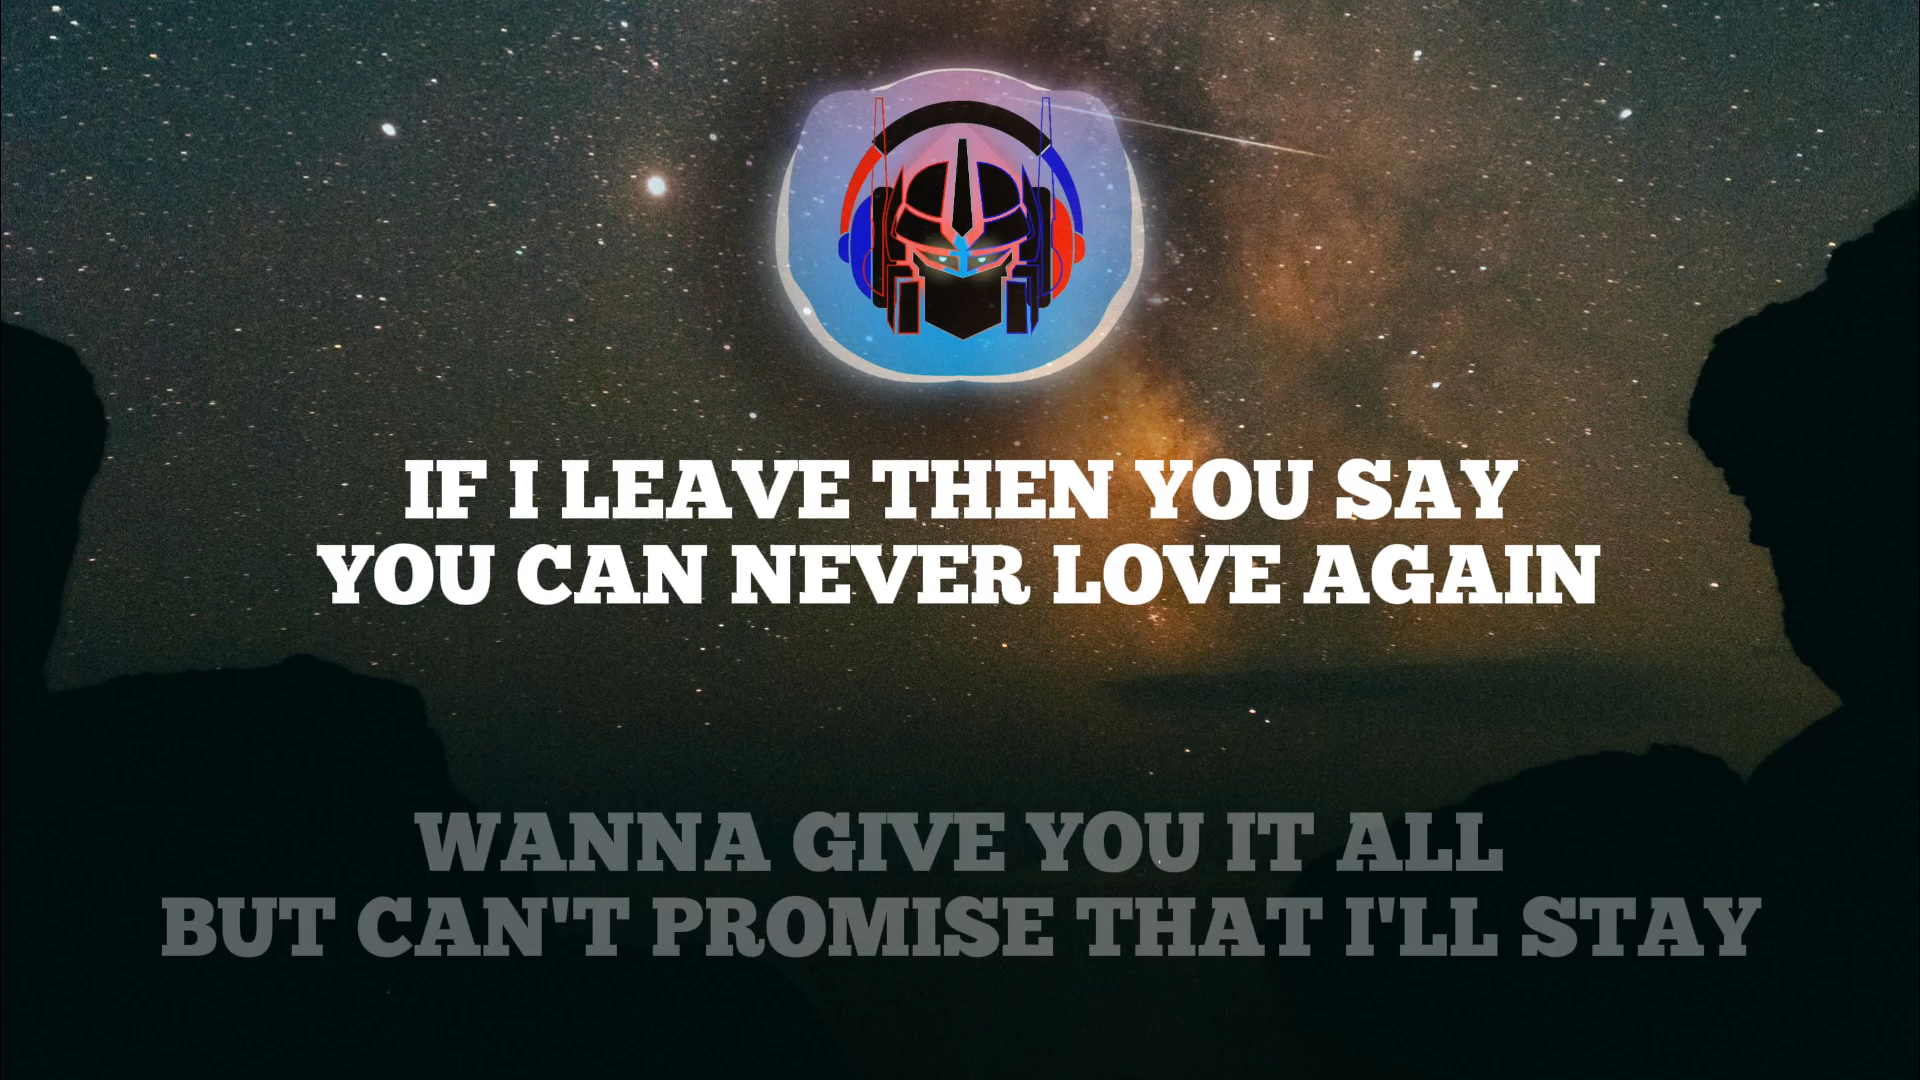 IF I LEAVE THEN YOU SAY
YOU CAN NEVER LOVE AGAIN
WANNA GIVE YOU IT ALL
BUT CAN'T PROMISE THAT I'LL STAY